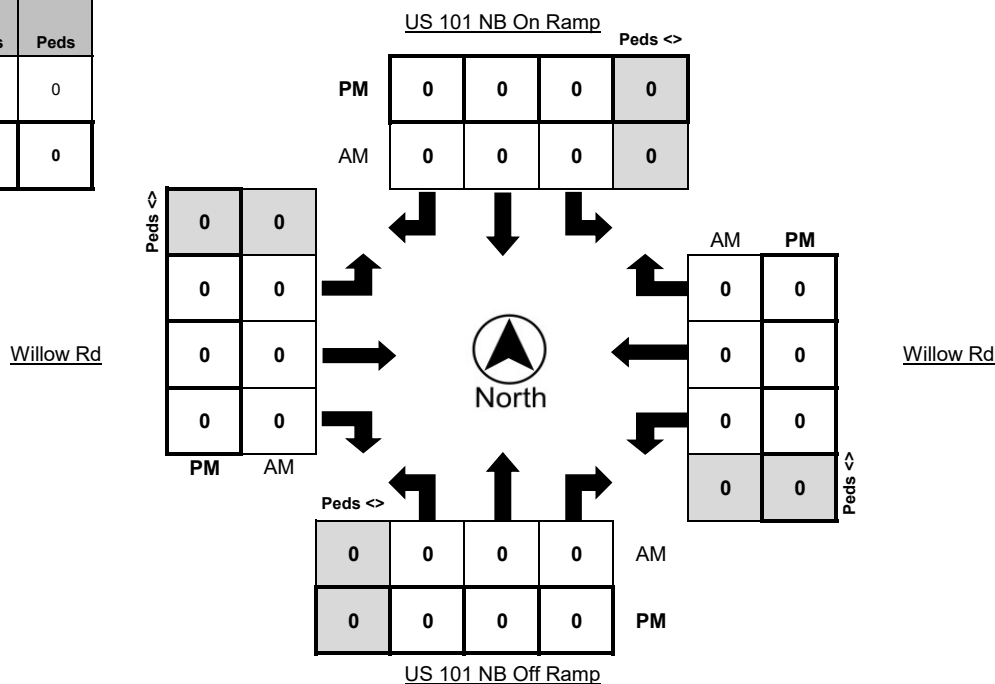 US 101 NB On Ramp
Peds
Peds <>
PM 0 0 0 0
0
AM 0 0 0 0
0
Peds <>
0 0
AM PM
0 0
0 0
Willow Rd
0 0
North
0 0
Willow Rd
0 0
0 0
PM AM
0 0
Peds <>
Peds <>
0 0 0 0 AM
0 0 0 0 PM
US 101 NB Off Ramp